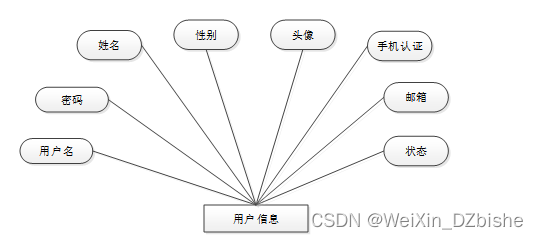 姓名
性别
头像
手机认证
密码
邮箱
用户名
状态
用户信息
CSDN @WeiXin_DZbishe